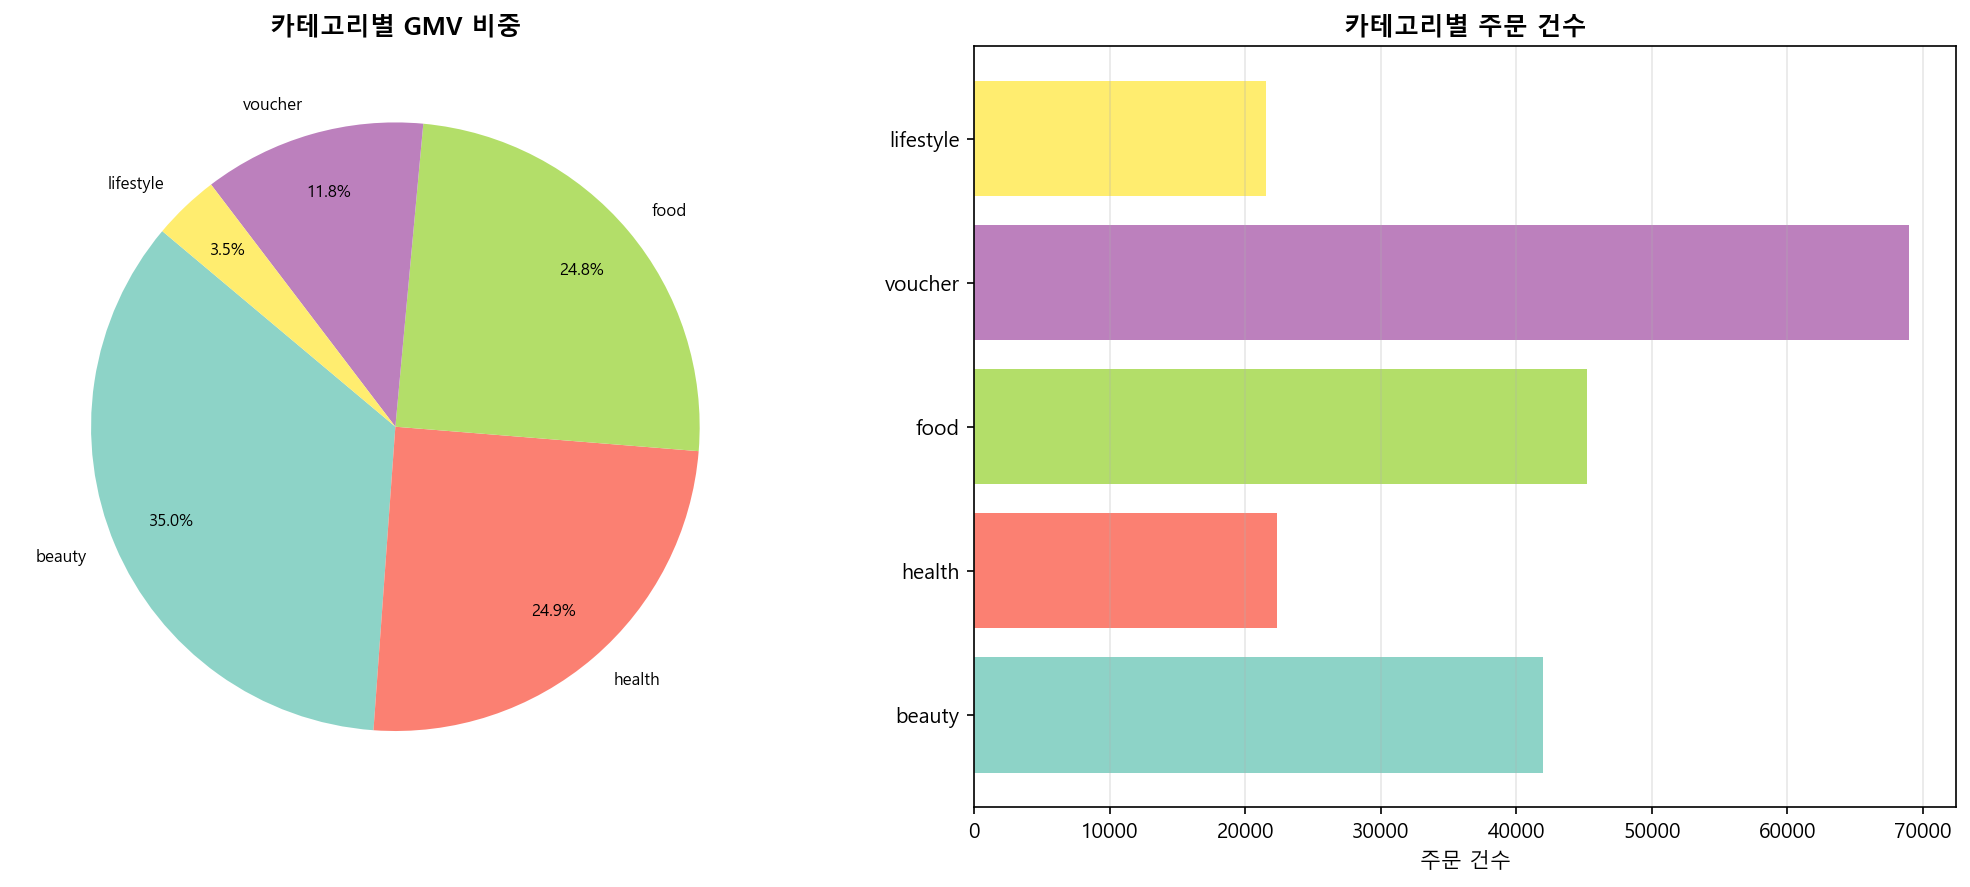 카테고리별 GMV 비중
voucher
lifestyle
food
11.8%
3.5%
24.8%
35.0%
beauty
24.9%
health
카테고리별 주문 건수
lifestyle
voucher
food
health
beauty
0 10000 20000 30000 40000 50000 60000 70000
주문 건수